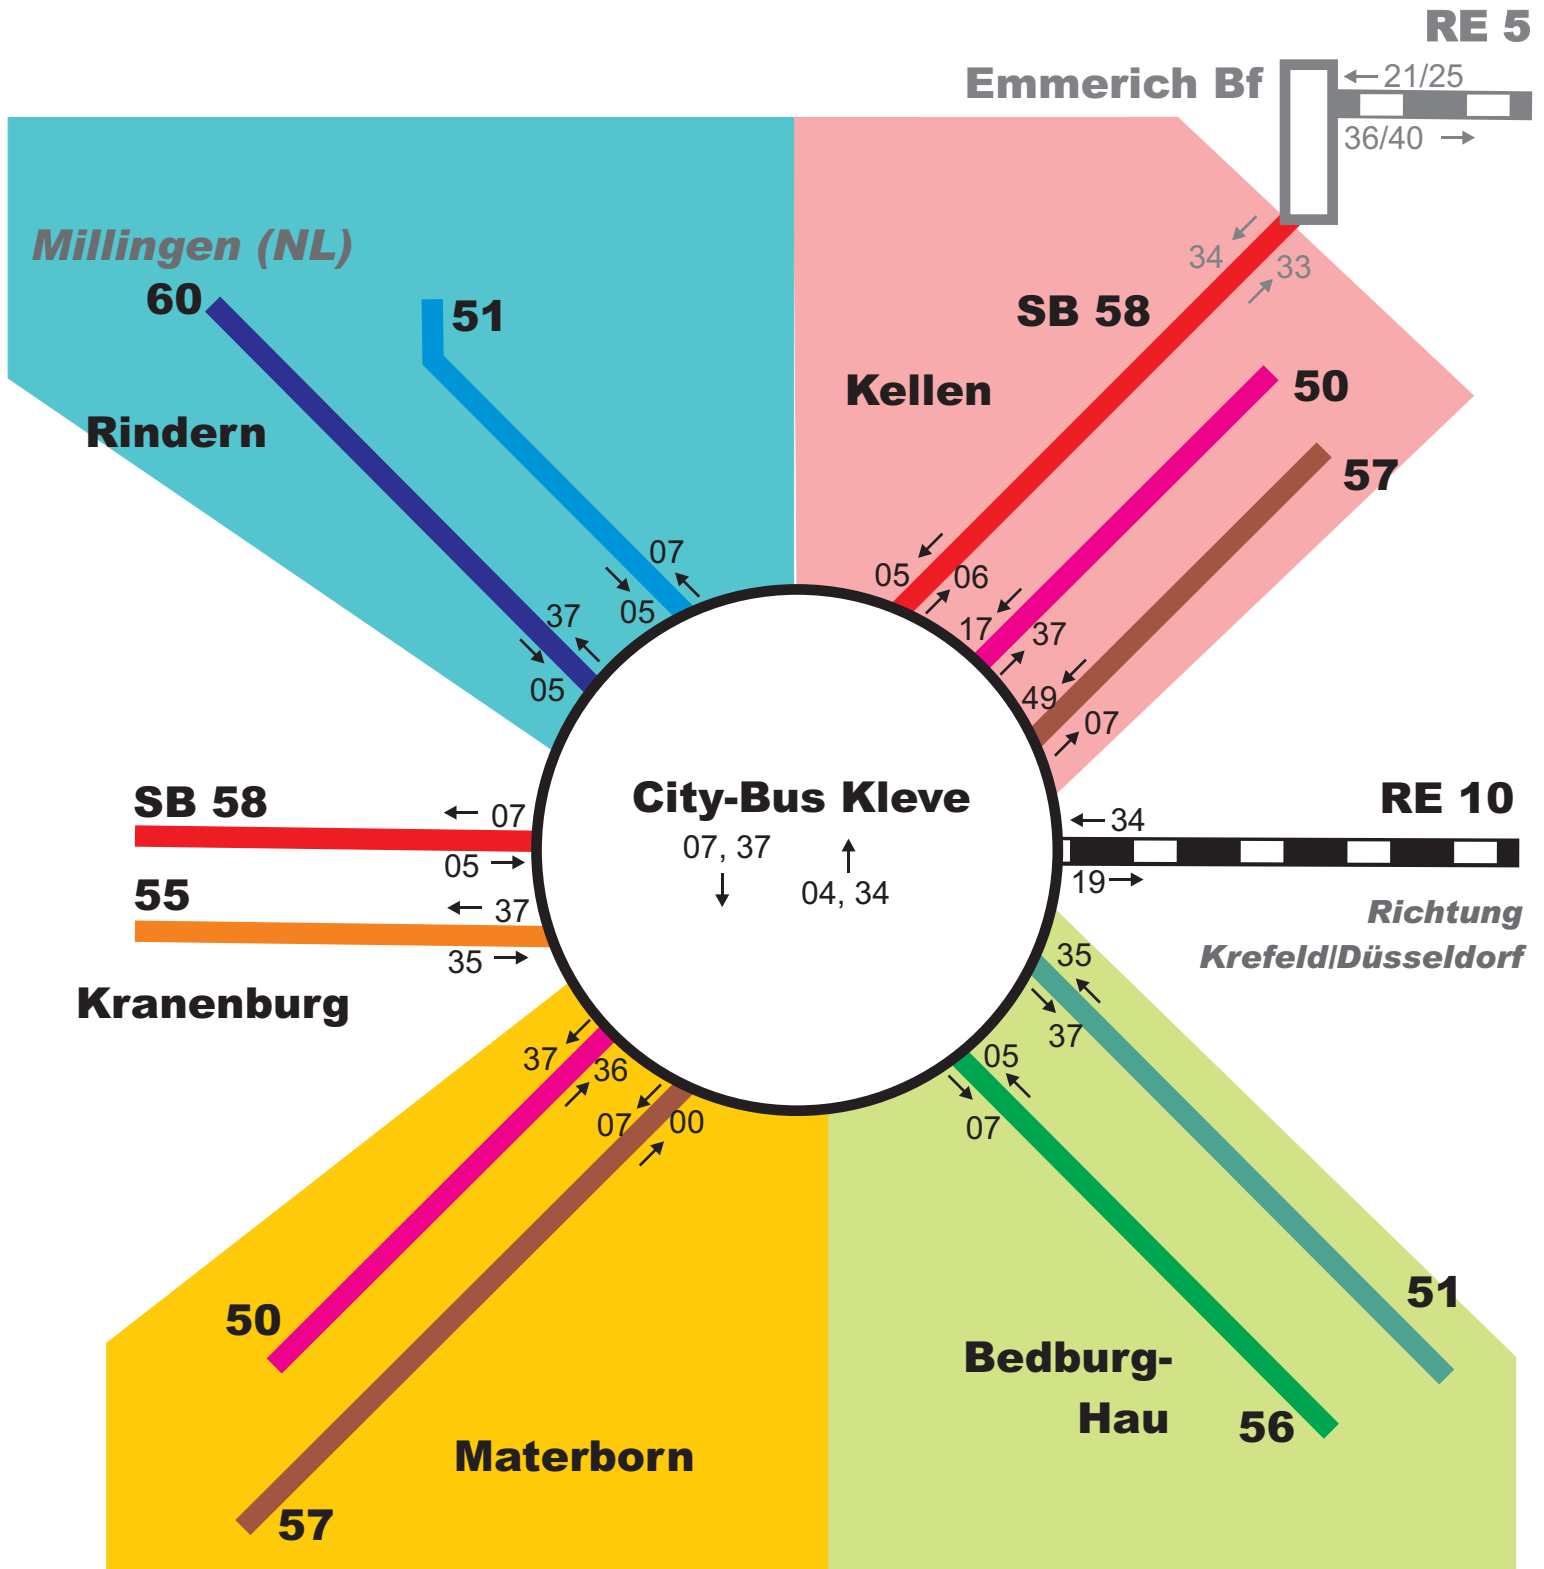 RE 5
Emmerich Bf
21/25
36/40
Millingen (NL)
60
51
34
33
SB 58
Kellen
50
Rindern
57
07
05
05
06
37
05
17
37
49
07
SB 58
07
05
City-Bus Kleve
07, 37
04, 34
RE 10
34
19
Richtung
Krefeld/Düsseldorf
55
37
35
Kranenburg
35
37
37
36
05
07
07
00
50
51
Bedburg-
Hau
56
Materborn
57